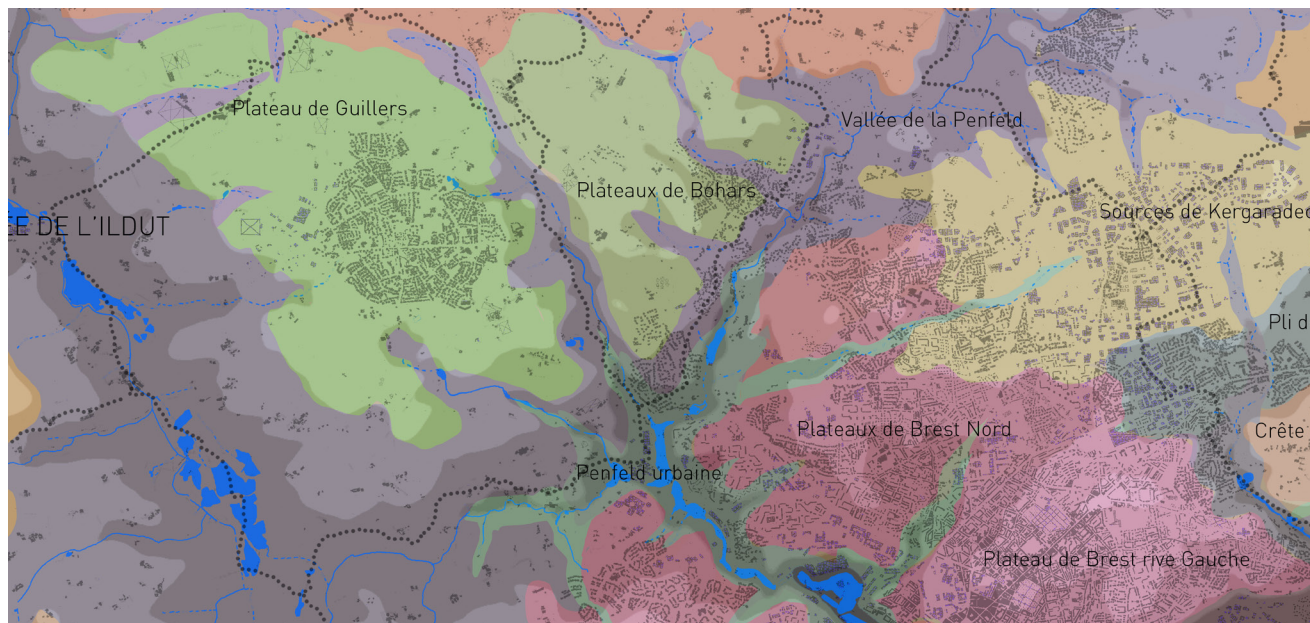 Plateau de Guillers
Vallée de la Penfeld
Plateaux de Bohars
Sources de Kergaradec
ÉE DE L'ILDUT
Pli d
Plateaux de Brest Nord
Crête
Penfeld urbaine
Plateau de Brest rive Gauche